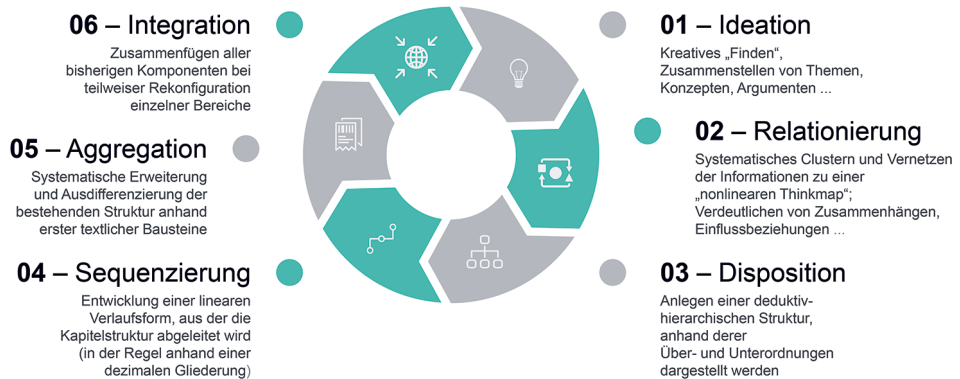 01 – Ideation
Kreatives „Finden“,
Zusammenstellen von Themen,
Konzepten, Argumenten ...
02 – Relationierung
Systematisches Clustern und Vernetzen
der Informationen zu einer
„nonlinearen Thinkmap“;
Verdeutlichen von Zusammenhängen,
Einflussbeziehungen ...
03 – Disposition
Anlegen einer deduktiv-
hierarchischen Struktur,
anhand derer
Über- und Unterordnungen
dargestellt werden
04 – Sequenzierung
Entwicklung einer linearen
Verlaufsform, aus der die
Kapitelstruktur abgeleitet wird
(in der Regel anhand einer
dezimalen Gliederung)
05 – Aggregation
Systematische Erweiterung
und Ausdifferenzierung der
bestehenden Struktur anhand
erster textlicher Bausteine
06 – Integration
Zusammenfügen aller
bisherigen Komponenten bei
teilweiser Rekonfiguration
einzelner Bereiche